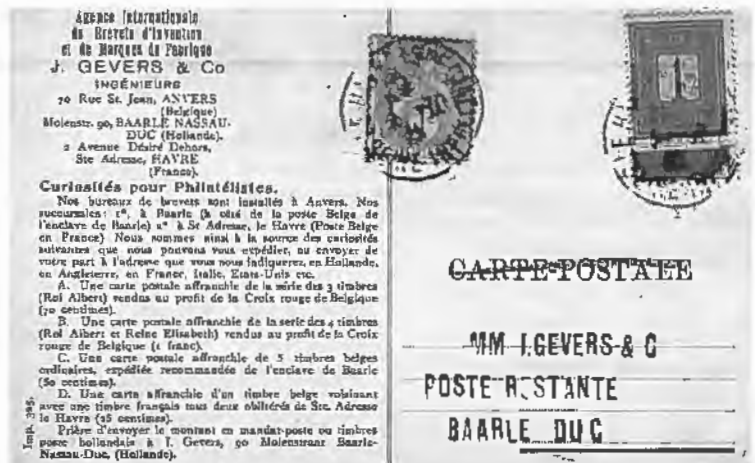 Agence Internationale
de Brevets d'Invention
et de Marques de Fabrique
J. GEVERS & Co
INGÉNIEURS
70 Rue St. Jean, ANVERS
(Belgique)
Molenstr. 90, BAARLE NASSAU-
DUC (Hollande).
2 Avenue Désiré Dehors,
Ste Adresse, HAVRE
(France).
Curiosités pour Philatélistes.
Nos bureaux de brevets sont installés à Anvers. Nos
succursales: 1°, à Baarle (à côté de la poste Belge de
l'enclave de Baarle) 2° à St Adresse, le Havre (Poste Belge
en France) Nous sommes ainsi à la source des curiosités
suivantes que nous pouvons vous expédier, ou envoyer de
votre part à l'adresse que vous nous indiquerez, en Hollande,
en Angleterre, en France, Italie, Etats-Unis etc.
A. Une carte postale affranchie de la série des 3 timbres
(Roi Albert) vendus au profit de la Croix rouge de Belgique
(70 centimes).
B. Une carte postale affranchie de la serie des 4 timbres
(Roi Albert et Reine Elisabeth) vendus au profit de la Croix
rouge de Belgique (1 franc).
C. Une carte postale affranchie de 5 timbres belges
ordinaires, expédiée recommandée de l'enclave de Baarle
(50 centimes).
D. Une carte affranchie d'un timbre belge voisinant
avec une timbre français tous deux oblitérés de Ste. Adresse
le Havre (25 centimes).
Prière d'envoyer le montant en mandat-poste ou timbres
poste hollandais à J. Gevers, 90 Molenstraat Baarle-
Nassau-Duc, (Hollande).
Imp. 395.
1
CARTE POSTALE
MM I.GEVERS & C
POSTE RESTANTE
BAARLE DUC